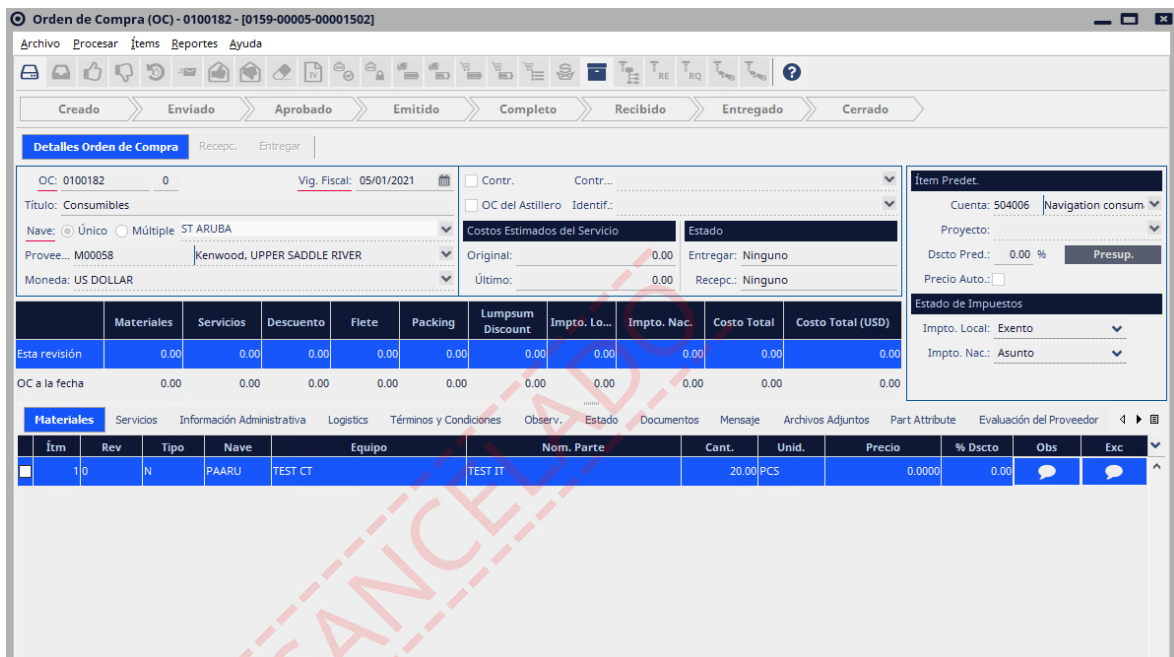 Orden de Compra (OC) - 0100182 - [0159-00005-00001502]
Archivo Procesar Ítems Reportes Ayuda
IV RE RQ ?
Creado Enviado Aprobado Emitido Completo Recibido Entregado Cerrado
Detalles Orden de Compra Recepc. Entregar
OC: 0100182 0 Vig. Fiscal: 05/01/2021 Contr. Contr... Ítem Predet.
Título: Consumibles OC del Astillero Identif.: Cuenta: 504006 Navigation consum
Nave: Único Múltiple ST ARUBA Costos Estimados del Servicio Estado Proyecto:
Provee... M00058 Kenwood, UPPER SADDLE RIVER Original: 0.00 Entregar: Ninguno Dscto Pred.: 0.00 % Presup.
Moneda: US DOLLAR Último: 0.00 Recepc.: Ninguno Precio Auto.:
Estado de Impuestos
Materiales Servicios Descuento Flete Packing Lumpsum Discount Impto. Lo... Impto. Nac. Costo Total Costo Total (USD) Impto. Local: Exento
Esta revisión 0.00 0.00 0.00 0.00 0.00 0.00 0.00 0.00 0.00 0.00 Impto. Nac.: Asunto
OC a la fecha 0.00 0.00 0.00 0.00 0.00 0.00 0.00 0.00 0.00 0.00
Materiales Servicios Información Administrativa Logistics Términos y Condiciones Observ. Estado Documentos Mensaje Archivos Adjuntos Part Attribute Evaluación del Proveedor
Ítm Rev Tipo Nave Equipo Nom. Parte Cant. Unid. Precio % Dscto Obs Exc
1 0 N PAARU TEST CT TEST IT 20.00 PCS 0.0000 0.00
CANCELADO